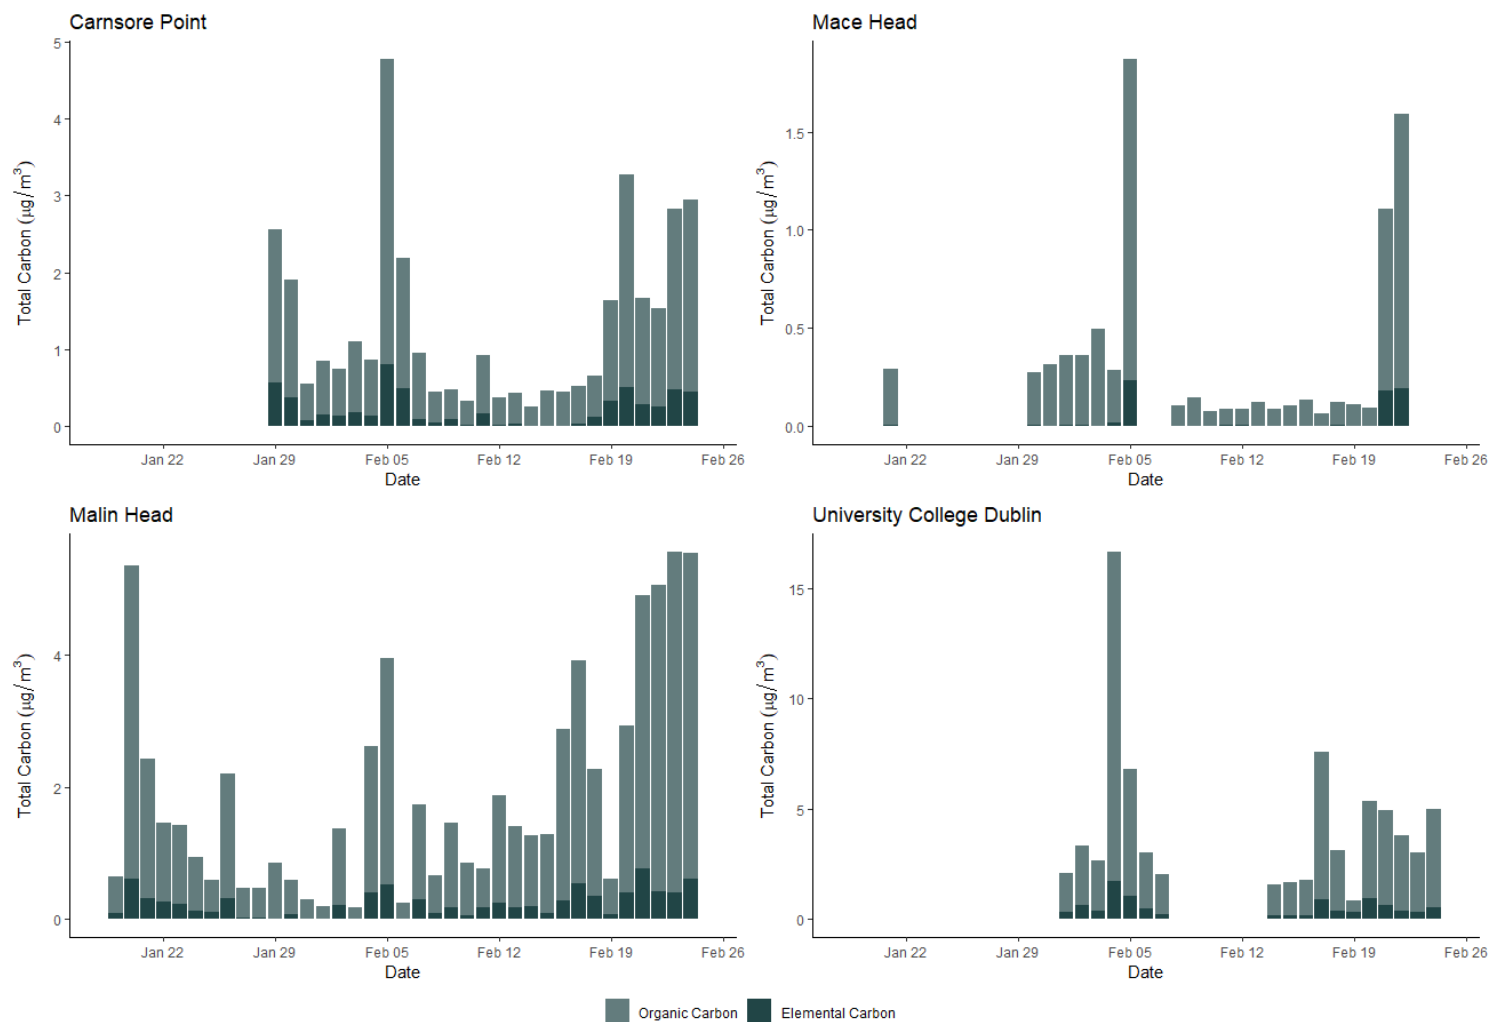 Carnsore Point
Total Carbon (μg/m³)
5
4
3
2
1
0
Jan 22 Jan 29 Feb 05 Feb 12 Feb 19 Feb 26
Date
Mace Head
Total Carbon (μg/m³)
1.5
1.0
0.5
0.0
Jan 22 Jan 29 Feb 05 Feb 12 Feb 19 Feb 26
Date
Malin Head
Total Carbon (μg/m³)
4
2
0
Jan 22 Jan 29 Feb 05 Feb 12 Feb 19 Feb 26
Date
University College Dublin
Total Carbon (μg/m³)
15
10
5
0
Jan 22 Jan 29 Feb 05 Feb 12 Feb 19 Feb 26
Date
Organic Carbon Elemental Carbon